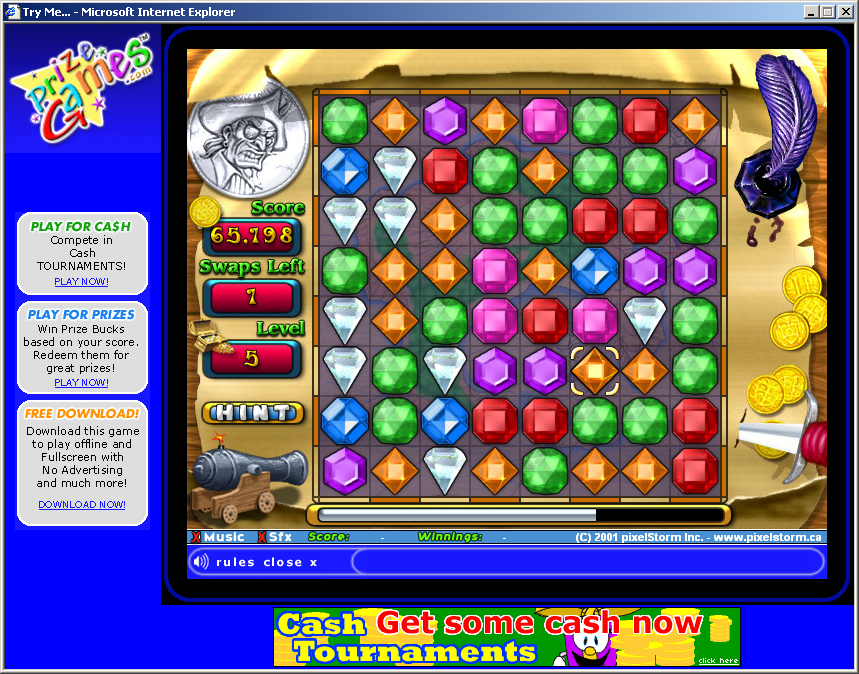 Try Me... - Microsoft Internet Explorer
Prize
Games
.com
PLAY FOR CA$H
Compete in
Cash
TOURNAMENTS!
PLAY NOW!
PLAY FOR PRIZES
Win Prize Bucks
based on your score.
Redeem them for
great prizes!
PLAY NOW!
FREE DOWNLOAD!
Download this game
to play offline and
Fullscreen with
No Advertising
and much more!
DOWNLOAD NOW!
Score
65,798
Swaps Left
1
Level
5
HINT
X Music X Sfx Score: - Winnings: - (C) 2001 pixelStorm Inc. - www.pixelstorm.ca
rules close x
Cash Get some cash now
Tournaments
click here